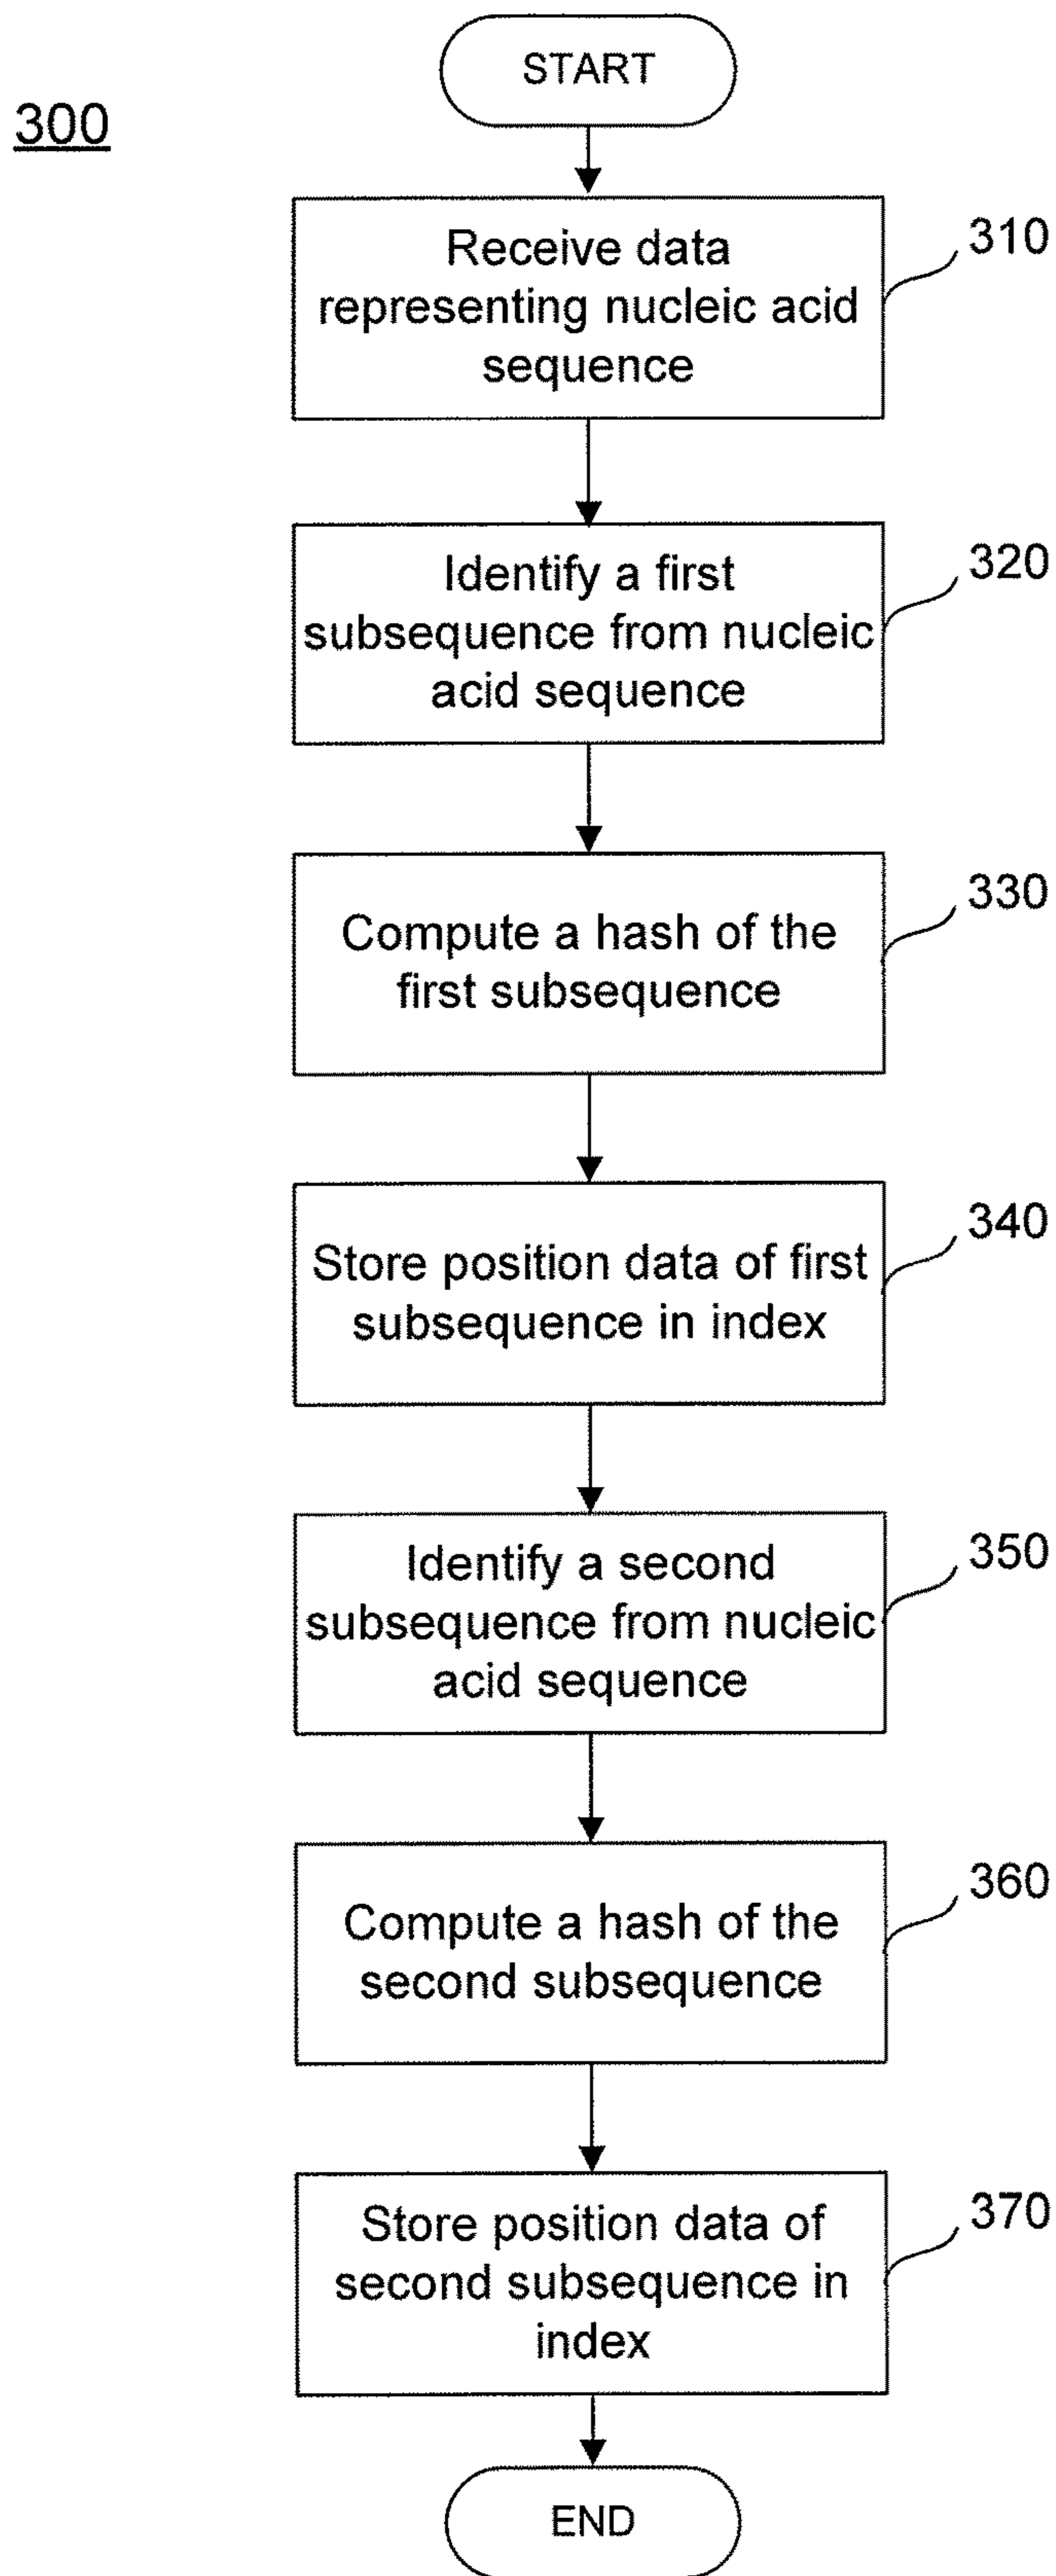 START
300
Receive data
representing nucleic acid
sequence
310
Identify a first
subsequence from nucleic
acid sequence
320
Compute a hash of the
first subsequence
330
Store position data of first
subsequence in index
340
Identify a second
subsequence from nucleic
acid sequence
350
Compute a hash of the
second subsequence
360
Store position data of
second subsequence in
index
370
END